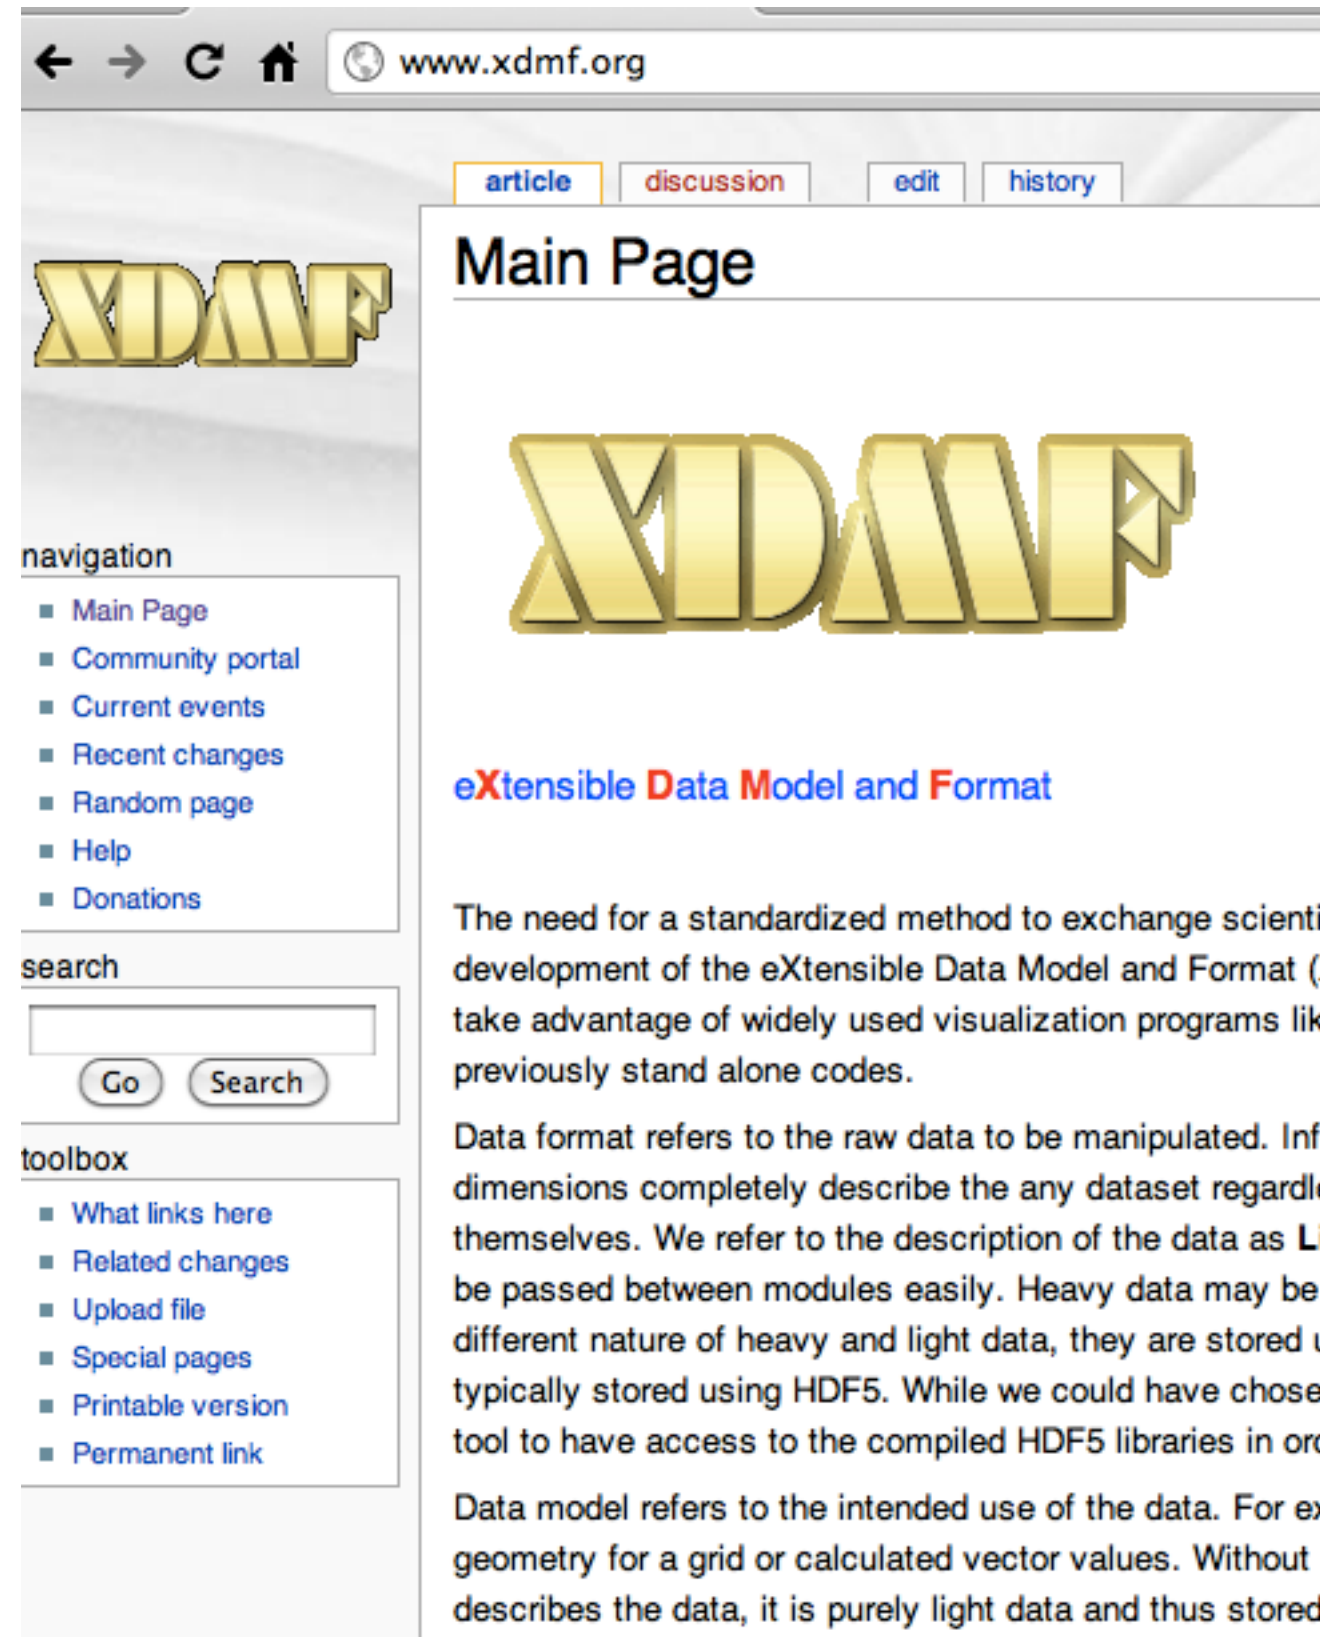 www.xdmf.org
article discussion edit history
XDMF
Main Page
XDMF
eXtensible Data Model and Format
navigation
Main Page
Community portal
Current events
Recent changes
Random page
Help
Donations
search
Go Search
toolbox
What links here
Related changes
Upload file
Special pages
Printable version
Permanent link
The need for a standardized method to exchange
development of the eXtensible Data Model and Format (
take advantage of widely used visualization programs
previously stand alone codes.
Data format refers to the raw data to be manipulated.
dimensions completely describe the any dataset
themselves. We refer to the description of the data as
be passed between modules easily. Heavy data may be
different nature of heavy and light data, they are stored
typically stored using HDF5. While we could have
tool to have access to the compiled HDF5 libraries in
Data model refers to the intended use of the data. For
geometry for a grid or calculated vector values. Without
describes the data, it is purely light data and thus stored